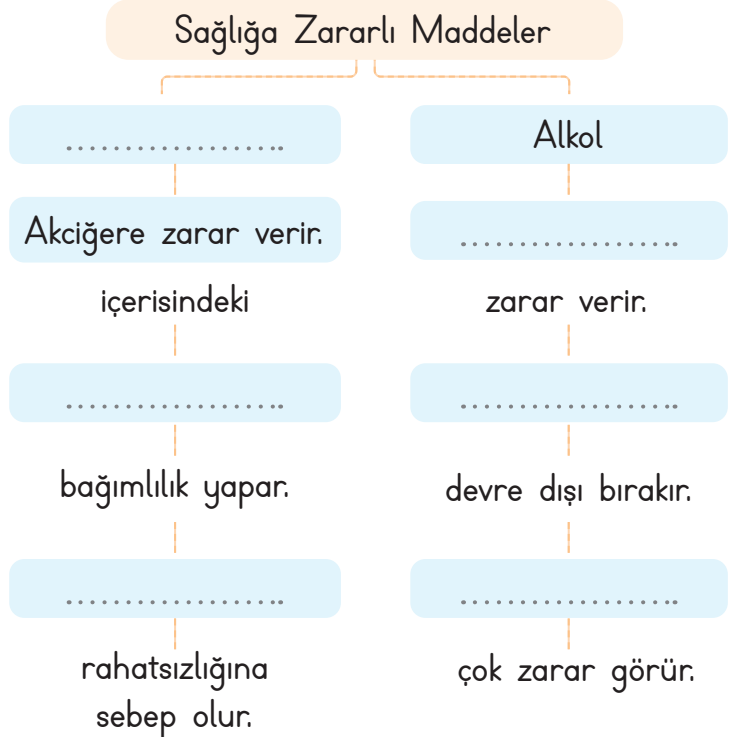 Sağlığa Zararlı Maddeler
...................
Akciğere zarar verir.
içerisindeki
...................
bağımlılık yapar.
...................
rahatsızlığına
sebep olur.
Alkol
...................
zarar verir.
...................
devre dışı bırakır.
...................
çok zarar görür.